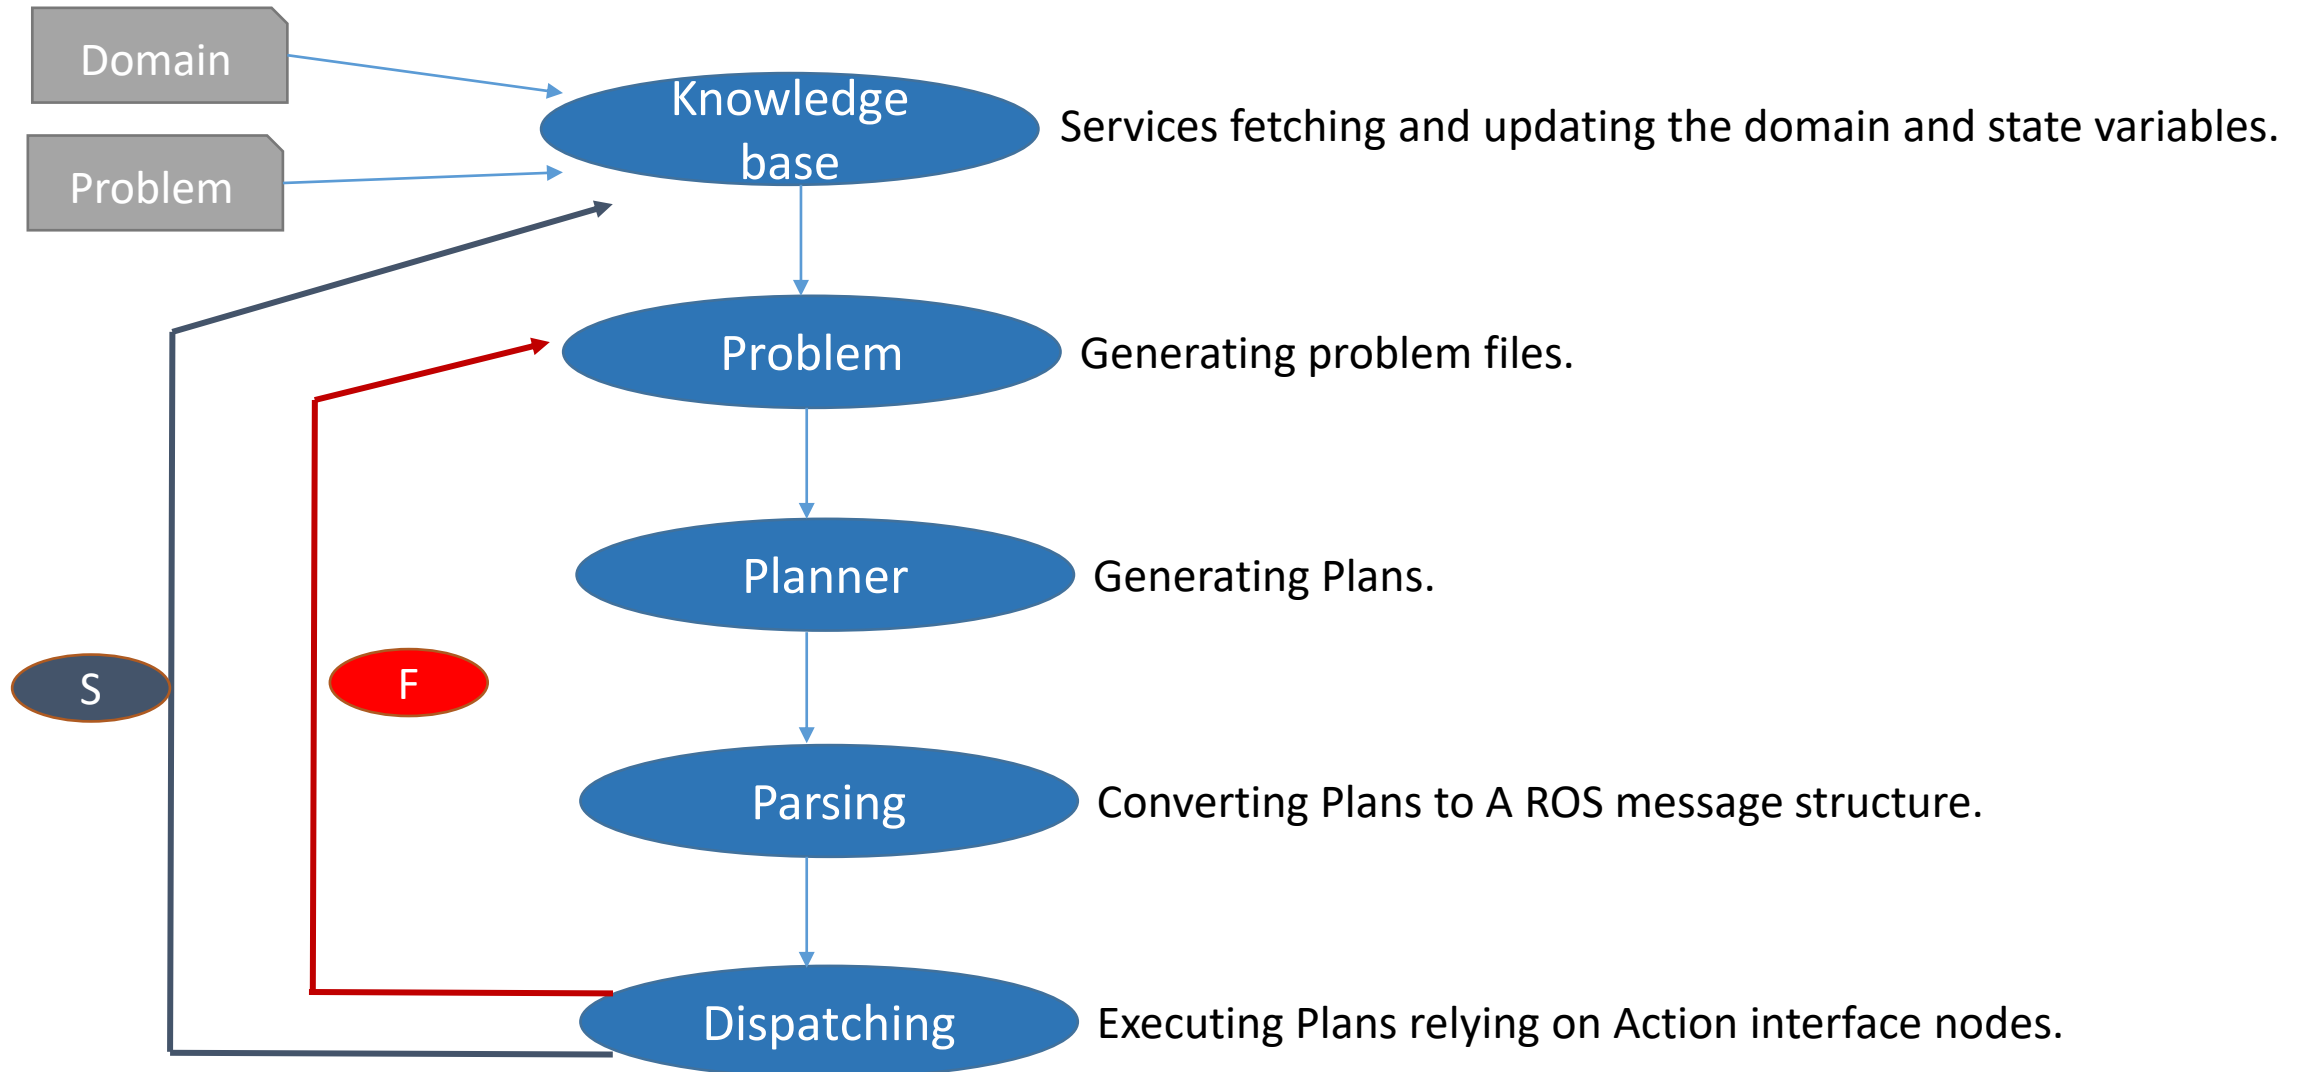 Domain
Knowledge
base
Services fetching and updating the domain and state variables.
Problem
Problem
Generating problem files.
Planner
Generating Plans.
S
F
Parsing
Converting Plans to A ROS message structure.
Dispatching
Executing Plans relying on Action interface nodes.